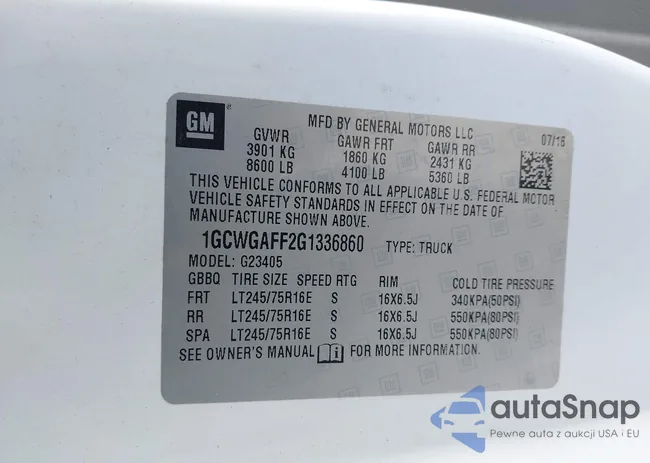 GM
MFD BY GENERAL MOTORS LLC 07/16
GVWR GAWR FRT GAWR RR
3901 KG 1860 KG 2431 KG
8600 LB 4100 LB 5360 LB
THIS VEHICLE CONFORMS TO ALL APPLICABLE U.S. FEDERAL MOTOR
VEHICLE SAFETY STANDARDS IN EFFECT ON THE DATE OF
MANUFACTURE SHOWN ABOVE.
1GCWGAFF2G1336860 TYPE: TRUCK
MODEL: G23405
GBBQ TIRE SIZE SPEED RTG RIM COLD TIRE PRESSURE
FRT LT245/75R16E S 16X6.5J 340KPA(50PSI)
RR LT245/75R16E S 16X6.5J 550KPA(80PSI)
SPA LT245/75R16E S 16X6.5J 550KPA(80PSI)
SEE OWNER'S MANUAL FOR MORE INFORMATION.
autaSnap
Pewne auta z aukcji USA i EU